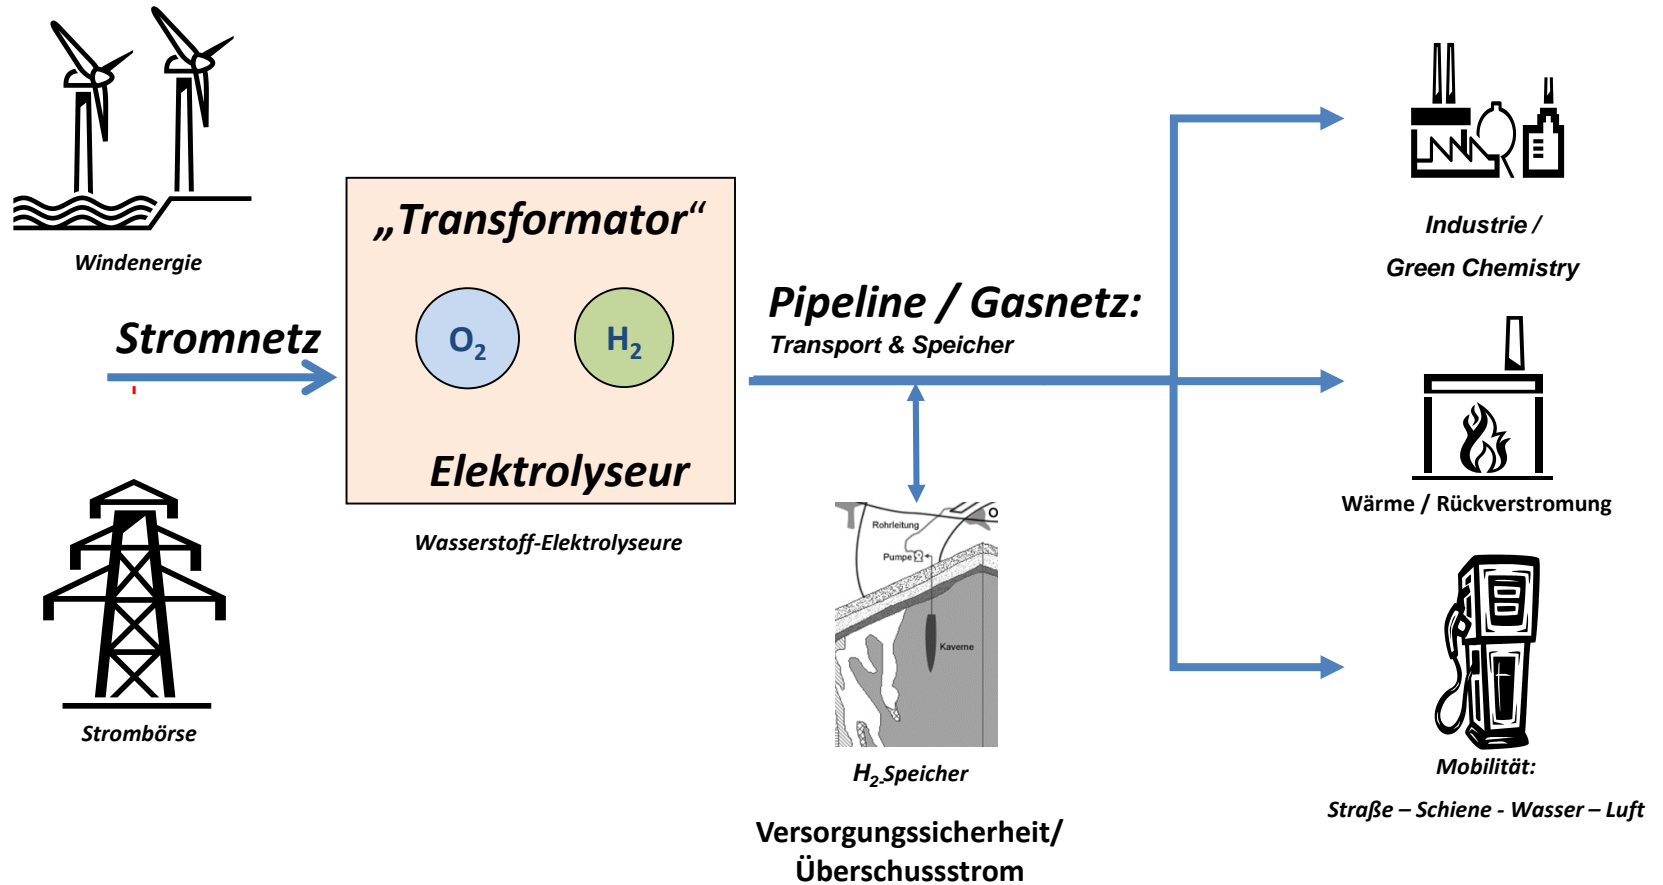 Windenergie
Stromnetz
Strombörse
„Transformator“
O2
H2
Elektrolyseur
Wasserstoff-Elektrolyseure
Pipeline / Gasnetz:
Transport & Speicher
Rohrleitung
O
Pumpe
Kaverne
H2-Speicher
Versorgungssicherheit/
Überschussstrom
Industrie /
Green Chemistry
Wärme / Rückverstromung
Mobilität:
Straße – Schiene - Wasser – Luft